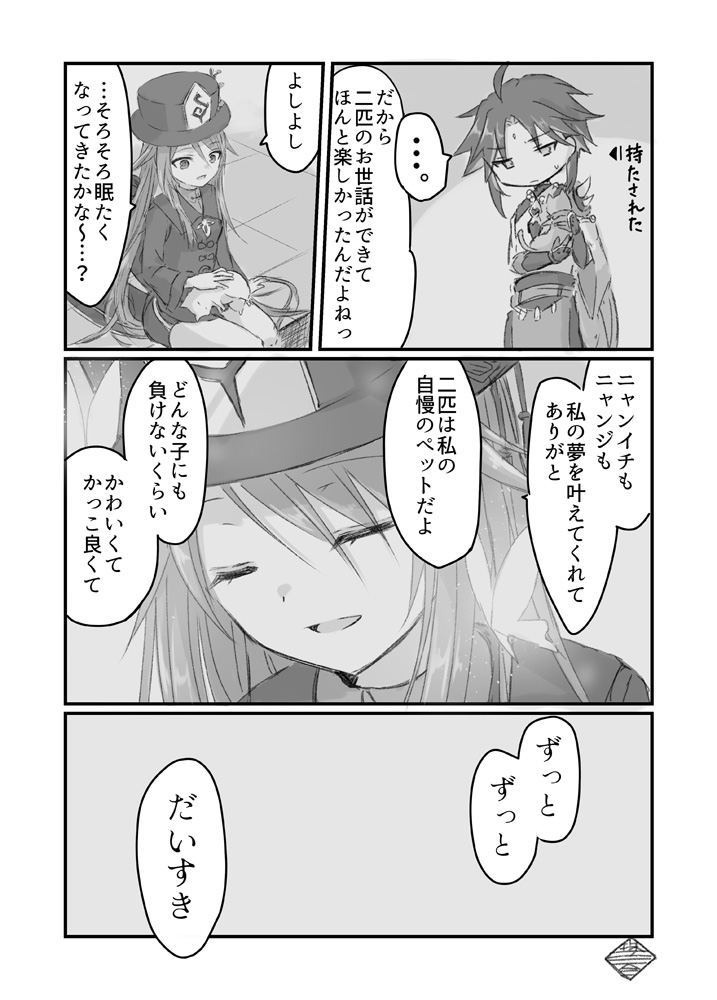 持たされた
・・・。
だから
二匹のお世話ができて
ほんと楽しかったんだよねっ
よしよし
…そろそろ眠たく
なってきたかな～…？
ニャンイチも
ニャンジも
私の夢を叶えてくれて
ありがと
二匹は私の
自慢のペットだよ
どんな子にも
負けないくらい
かわいくて
かっこ良くて
ずっと
ずっと
だいすき